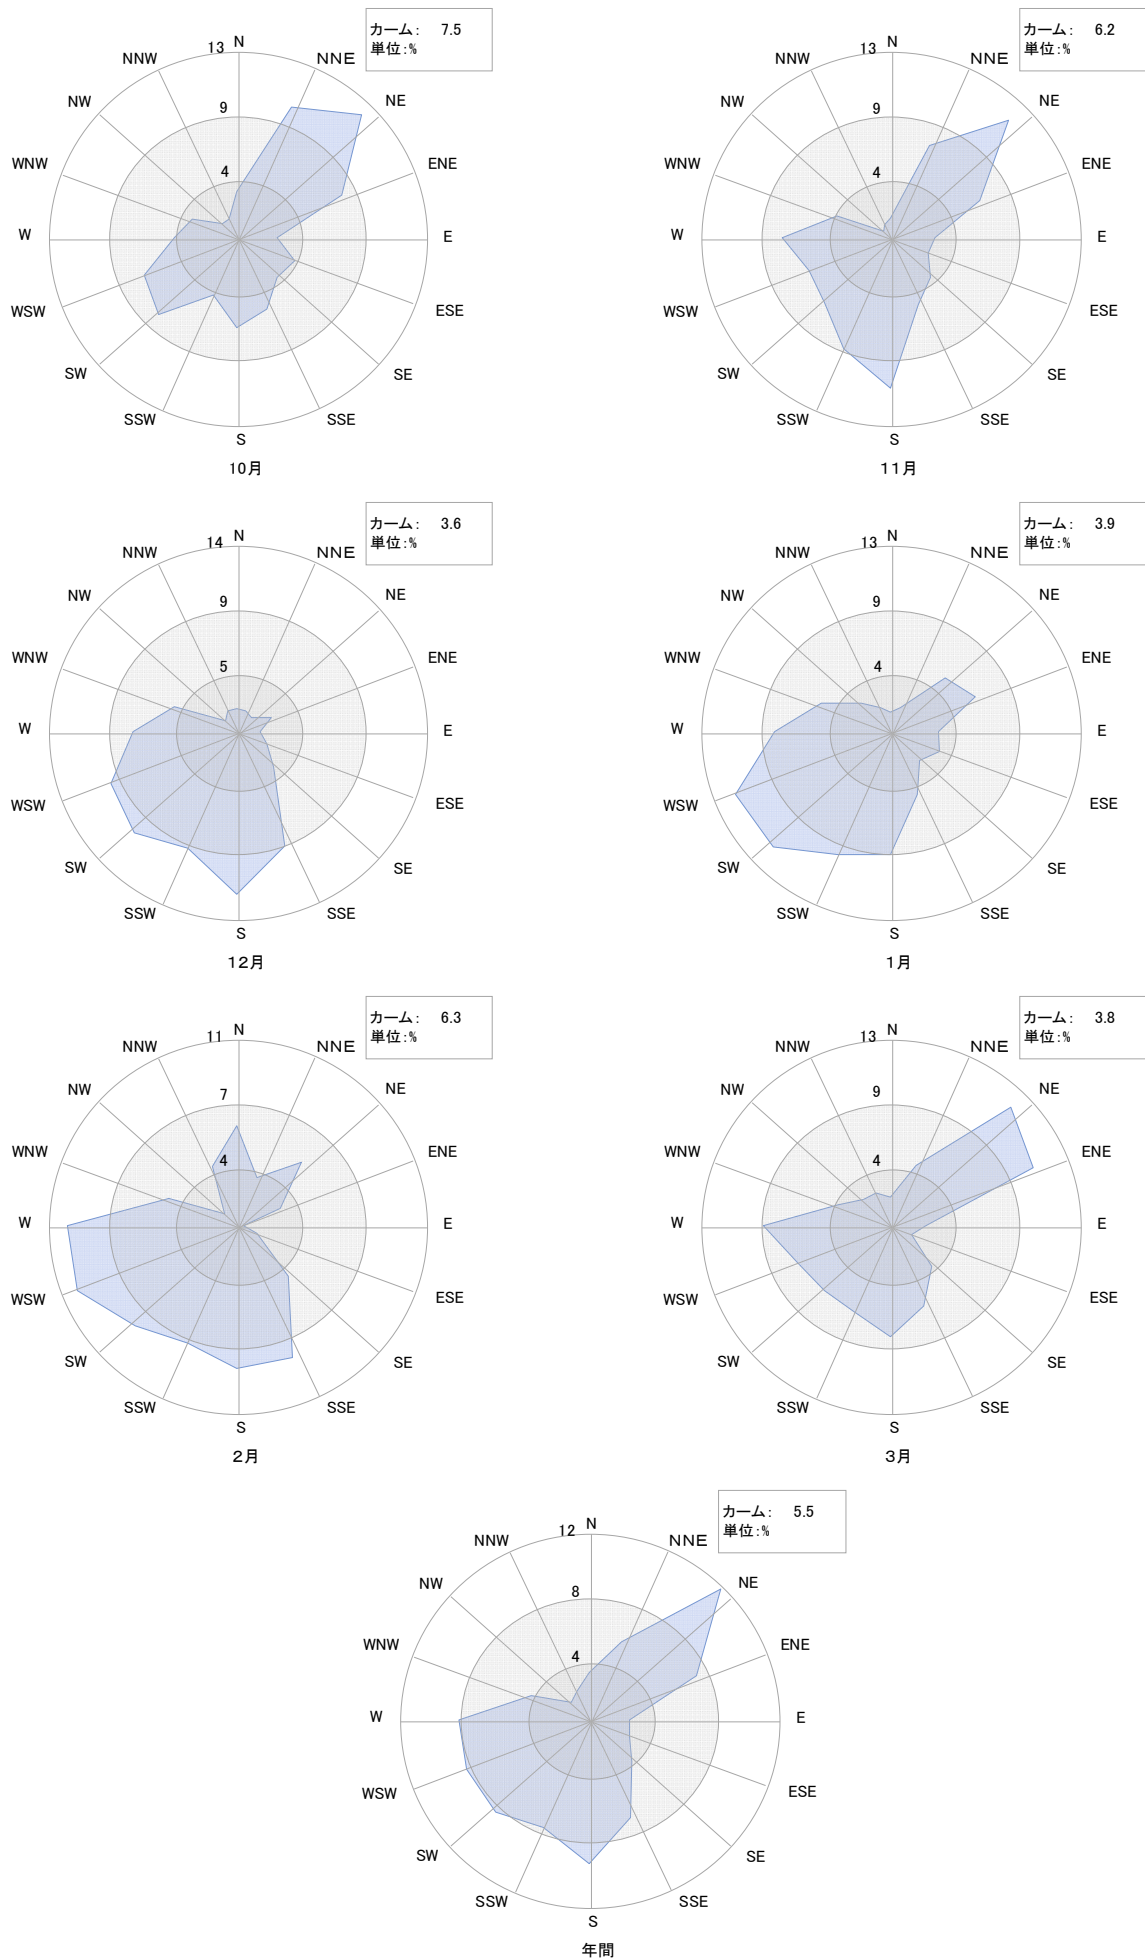 カーム： 7.5
単位：%
N
13
NNW
NNE
NW
9
NE
WNW
4
ENE
W
E
WSW
ESE
SW
SE
SSW
SSE
S
10月
カーム： 6.2
単位：%
N
13
NNW
NNE
NW
9
NE
WNW
4
ENE
W
E
WSW
ESE
SW
SE
SSW
SSE
S
11月
カーム： 3.6
単位：%
N
14
NNW
NNE
NW
9
NE
WNW
5
ENE
W
E
WSW
ESE
SW
SE
SSW
SSE
S
12月
カーム： 3.9
単位：%
N
13
NNW
NNE
NW
9
NE
WNW
4
ENE
W
E
WSW
ESE
SW
SE
SSW
SSE
S
1月
カーム： 6.3
単位：%
N
11
NNW
NNE
NW
7
NE
WNW
4
ENE
W
E
WSW
ESE
SW
SE
SSW
SSE
S
2月
カーム： 3.8
単位：%
N
13
NNW
NNE
NW
9
NE
WNW
4
ENE
W
E
WSW
ESE
SW
SE
SSW
SSE
S
3月
カーム： 5.5
単位：%
N
12
NNW
NNE
NW
8
NE
WNW
4
ENE
W
E
WSW
ESE
SW
SE
SSW
SSE
S
年間